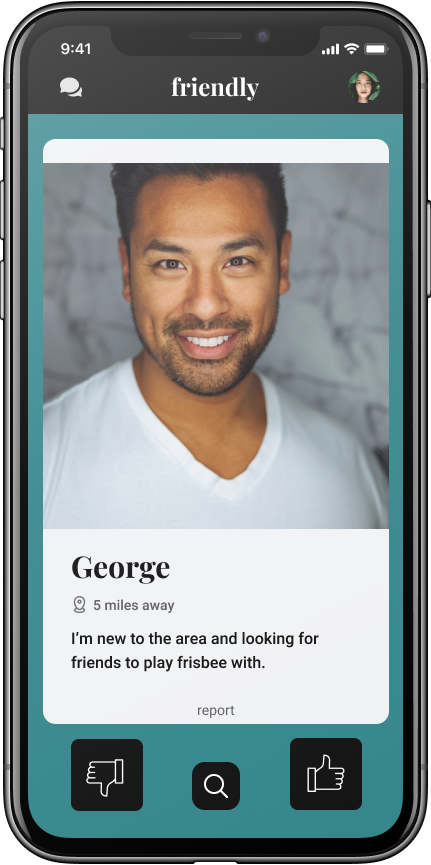 9:41
friendly
George
5 miles away
I’m new to the area and looking for
friends to play frisbee with.
report